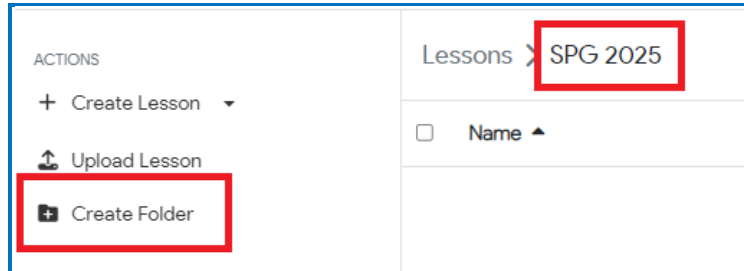 ACTIONS
+ Create Lesson
Upload Lesson
Create Folder
Lessons > SPG 2025
Name